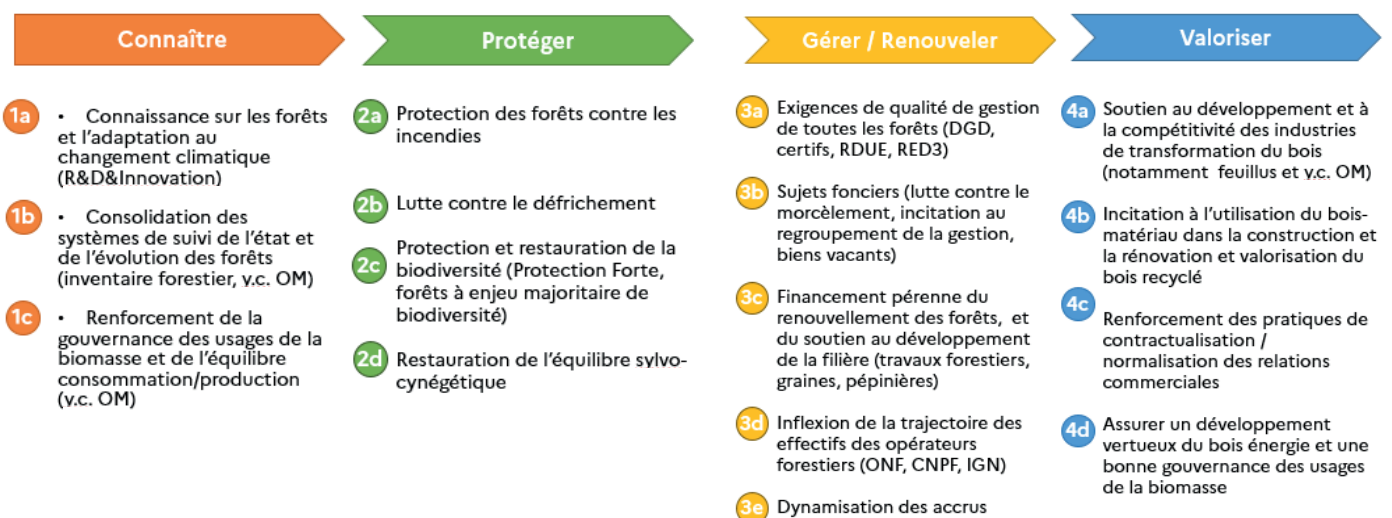 Connaître
1a • Connaissance sur les forêts
et l'adaptation au
changement climatique
(R&D&Innovation)
1b • Consolidation des
systèmes de suivi de l'état et
de l'évolution des forêts
(inventaire forestier, y.c. OM)
1c • Renforcement de la
gouvernance des usages de la
biomasse et de l'équilibre
consommation/production
(y.c. OM)
Protéger
2a Protection des forêts contre les
incendies
2b Lutte contre le défrichement
2c Protection et restauration de la
biodiversité (Protection Forte,
forêts à enjeu majoritaire de
biodiversité)
2d Restauration de l'équilibre sylvo-
cynégétique
Gérer / Renouveler
3a Exigences de qualité de gestion
de toutes les forêts (DGD,
certifs, RDUE, RED3)
3b Sujets fonciers (lutte contre le
morcèlement, incitation au
regroupement de la gestion,
biens vacants)
3c Financement pérenne du
renouvellement des forêts, et
du soutien au développement
de la filière (travaux forestiers,
graines, pépinières)
3d Inflexion de la trajectoire des
effectifs des opérateurs
forestiers (ONF, CNPF, IGN)
3e Dynamisation des accrus
Valoriser
4a Soutien au développement et à
la compétitivité des industries
de transformation du bois
(notamment feuillus et y.c. OM)
4b Incitation à l'utilisation du bois-
matériau dans la construction et
la rénovation et valorisation du
bois recyclé
4c Renforcement des pratiques de
contractualisation /
normalisation des relations
commerciales
4d Assurer un développement
vertueux du bois énergie et une
bonne gouvernance des usages
de la biomasse